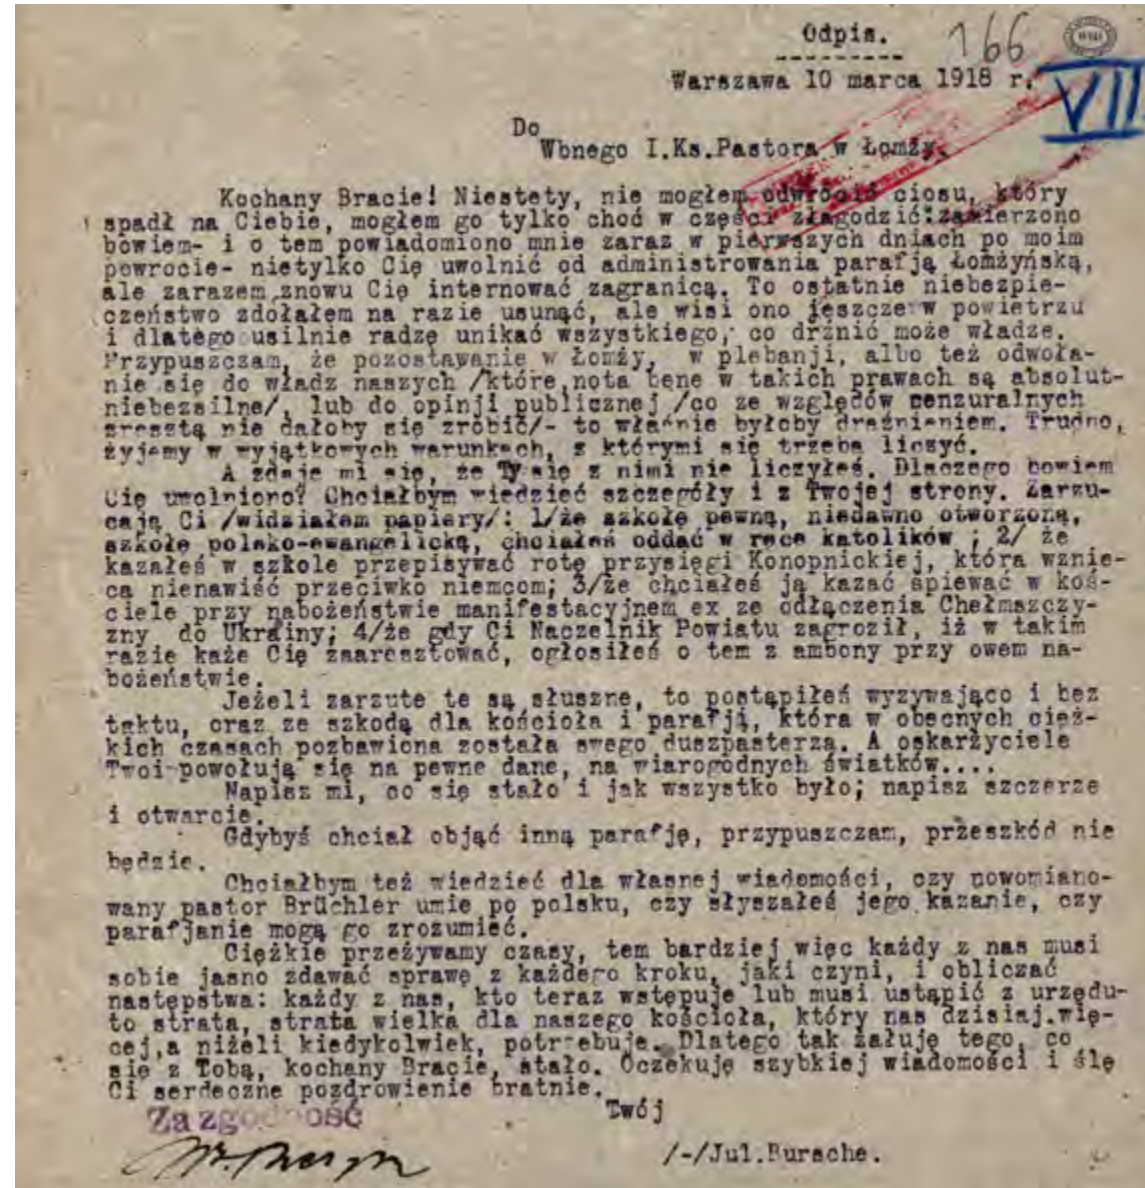 Odpis.
166
Warszawa 10 marca 1918 r.
VII
Do
Wbnego I.Ks.Pastora w Łomży.
Kochany Bracie! Niestety, nie mogłem odwrócić ciosu, który
spadł na Ciebie, mogłem go tylko choć w części złagodzić:zamierzono
bowiem- i o tem powiadomiono mnie zaraz w pierwszych dniach po moim
powrocie- nietylko Cię uwolnić od administrowania parafją Łomżyńską,
ale zarazem znowu Cię internować zagranicą. To ostatnie niebezpie-
czeństwo zdołałem na razie usunąć, ale wisi ono jeszcze w powietrzu
i dlatego usilnie radzę unikać wszystkiego, co drźnić może władze.
Przypuszczam, że pozostawanie w Łomży, w plebanji, albo też odwoła-
nie się do władz naszych /które,nota bene w takich prawach są absolut-
niebezsilne/, lub do opinji publicznej /co ze względów cenzuralnych
zresztą nie dałoby się zrobić/- to właśnie byłoby drażnieniem. Trudno,
żyjemy w wyjątkowych warunkach, z którymi się trzeba liczyć.
A zdaje mi się, że Ty się z nimi nie liczyłeś. Dlaczego bowiem
Cię uwolniono? Chciałbym wiedzieć szczegóły i z Twojej strony. Zarzu-
cają Ci /widziałem papiery/: 1/że szkołę pewną, niedawno otworzoną,
szkołę polsko-ewangelicką, chciałeś oddać w ręce katolików ; 2/ że
kazałeś w szkole przepisywać rotę przysięgi Konopnickiej, która wznie-
ca nienawiść przeciwko niemcom; 3/że chciałeś ją kazać śpiewać w koś-
ciele przy nabożeństwie manifestacyjnem ex ze odłączenia Chełmszczy-
zny do Ukrainy; 4/że gdy Ci Naczelnik Powiatu zagroził, iż w takim
razie każe Cię zaaresztować, ogłosiłeś o tem z ambony przy owem na-
bożeństwie.
Jeżeli zarzute te są słuszne, to postąpiłeś wyzywająco i bez
taktu, oraz ze szkodą dla kościoła i parafji, która w obecnych cięż-
kich czasach pozbawiona została swego duszpasterza. A oskarżyciele
Twoi powołują się na pewne dane, na wiarogodnych światków....
Napisz mi, co się stało i jak wszystko było; napisz szczerze
i otwarcie.
Gdybyś chciał objąć inną parafję, przypuszczam, przeszkód nie
będzie.
Chciałbym też wiedzieć dla własnej wiadomości, czy nowomiano-
wany pastor Brüchler umie po polsku, czy słyszałeś jego kazanie, czy
parafjanie mogą go zrozumieć.
Ciężkie przeżywamy czasy, tem bardziej więc każdy z nas musi
sobie jasno zdawać sprawę z każdego kroku, jaki czyni, i obliczać
następstwa: każdy z nas, kto teraz wstępuje lub musi ustąpić z urzędu-
to strata, strata wielka dla naszego kościoła, który nas dzisiaj wię-
cej,a niżeli kiedykolwiek, potrzebuje. Dlatego tak żałuję tego, co
się z Tobą, kochany Bracie, stało. Oczekuję szybkiej wiadomości i ślę
Ci serdeczne pozdrowienie bratnie.
Za zgodność
Twój
/-/Jul.Bursche.